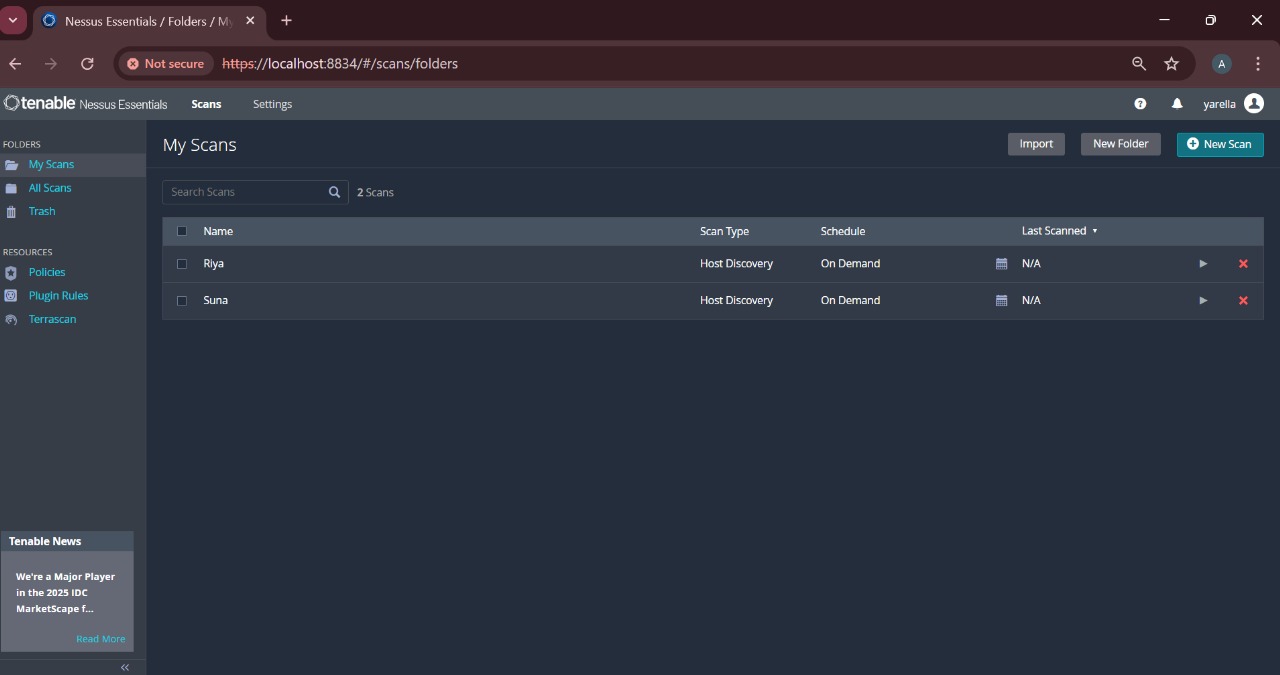 Nessus Essentials / Folders / My
Not secure https://localhost:8834/#/scans/folders A
tenable Nessus Essentials Scans Settings yarella
FOLDERS
My Scans
All Scans
Trash
RESOURCES
Policies
Plugin Rules
Terrascan
Tenable News
We're a Major Player
in the 2025 IDC
MarketScape f...
Read More
My Scans Import New Folder New Scan
Search Scans 2 Scans
Name Scan Type Schedule Last Scanned
Riya Host Discovery On Demand N/A
Suna Host Discovery On Demand N/A